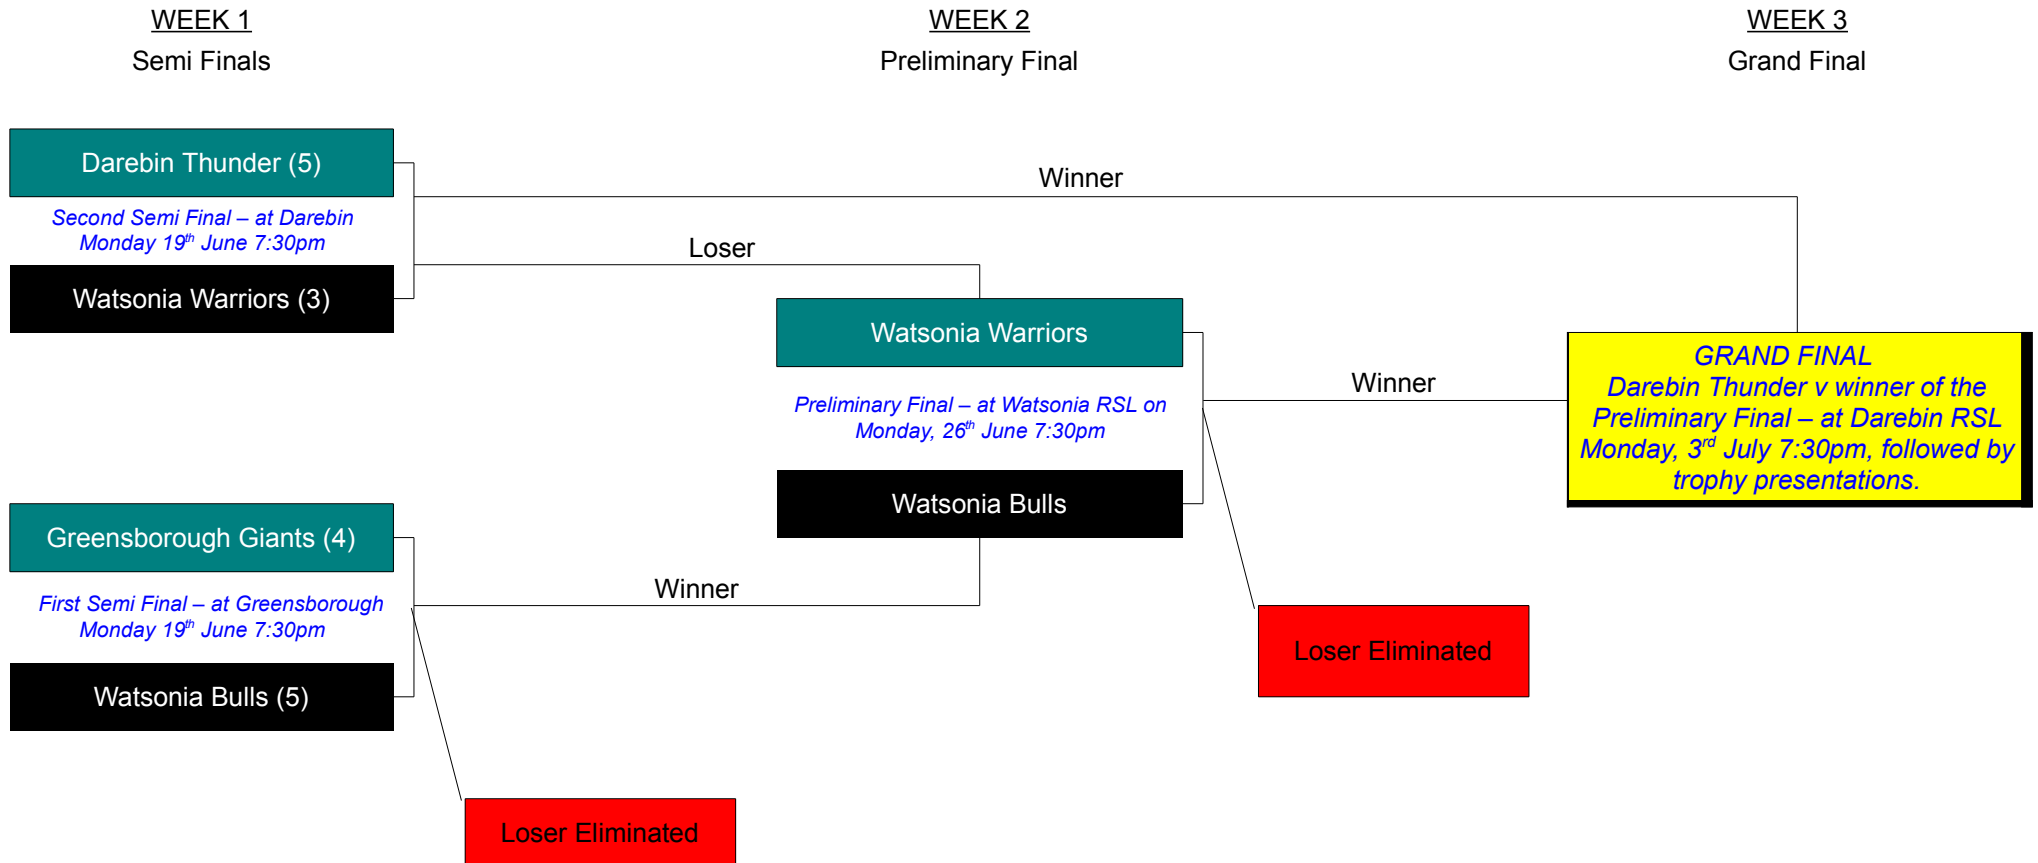 WEEK 1
Semi Finals
WEEK 2
Preliminary Final
WEEK 3
Grand Final
Darebin Thunder (5)
Second Semi Final – at Darebin
Monday 19th June 7:30pm
Watsonia Warriors (3)
Winner
Loser
Watsonia Warriors
Preliminary Final – at Watsonia RSL on
Monday, 26th June 7:30pm
Watsonia Bulls
Winner
GRAND FINAL
Darebin Thunder v winner of the
Preliminary Final – at Darebin RSL
Monday, 3rd July 7:30pm, followed by
trophy presentations.
Greensborough Giants (4)
First Semi Final – at Greensborough
Monday 19th June 7:30pm
Watsonia Bulls (5)
Winner
Loser Eliminated
Loser Eliminated